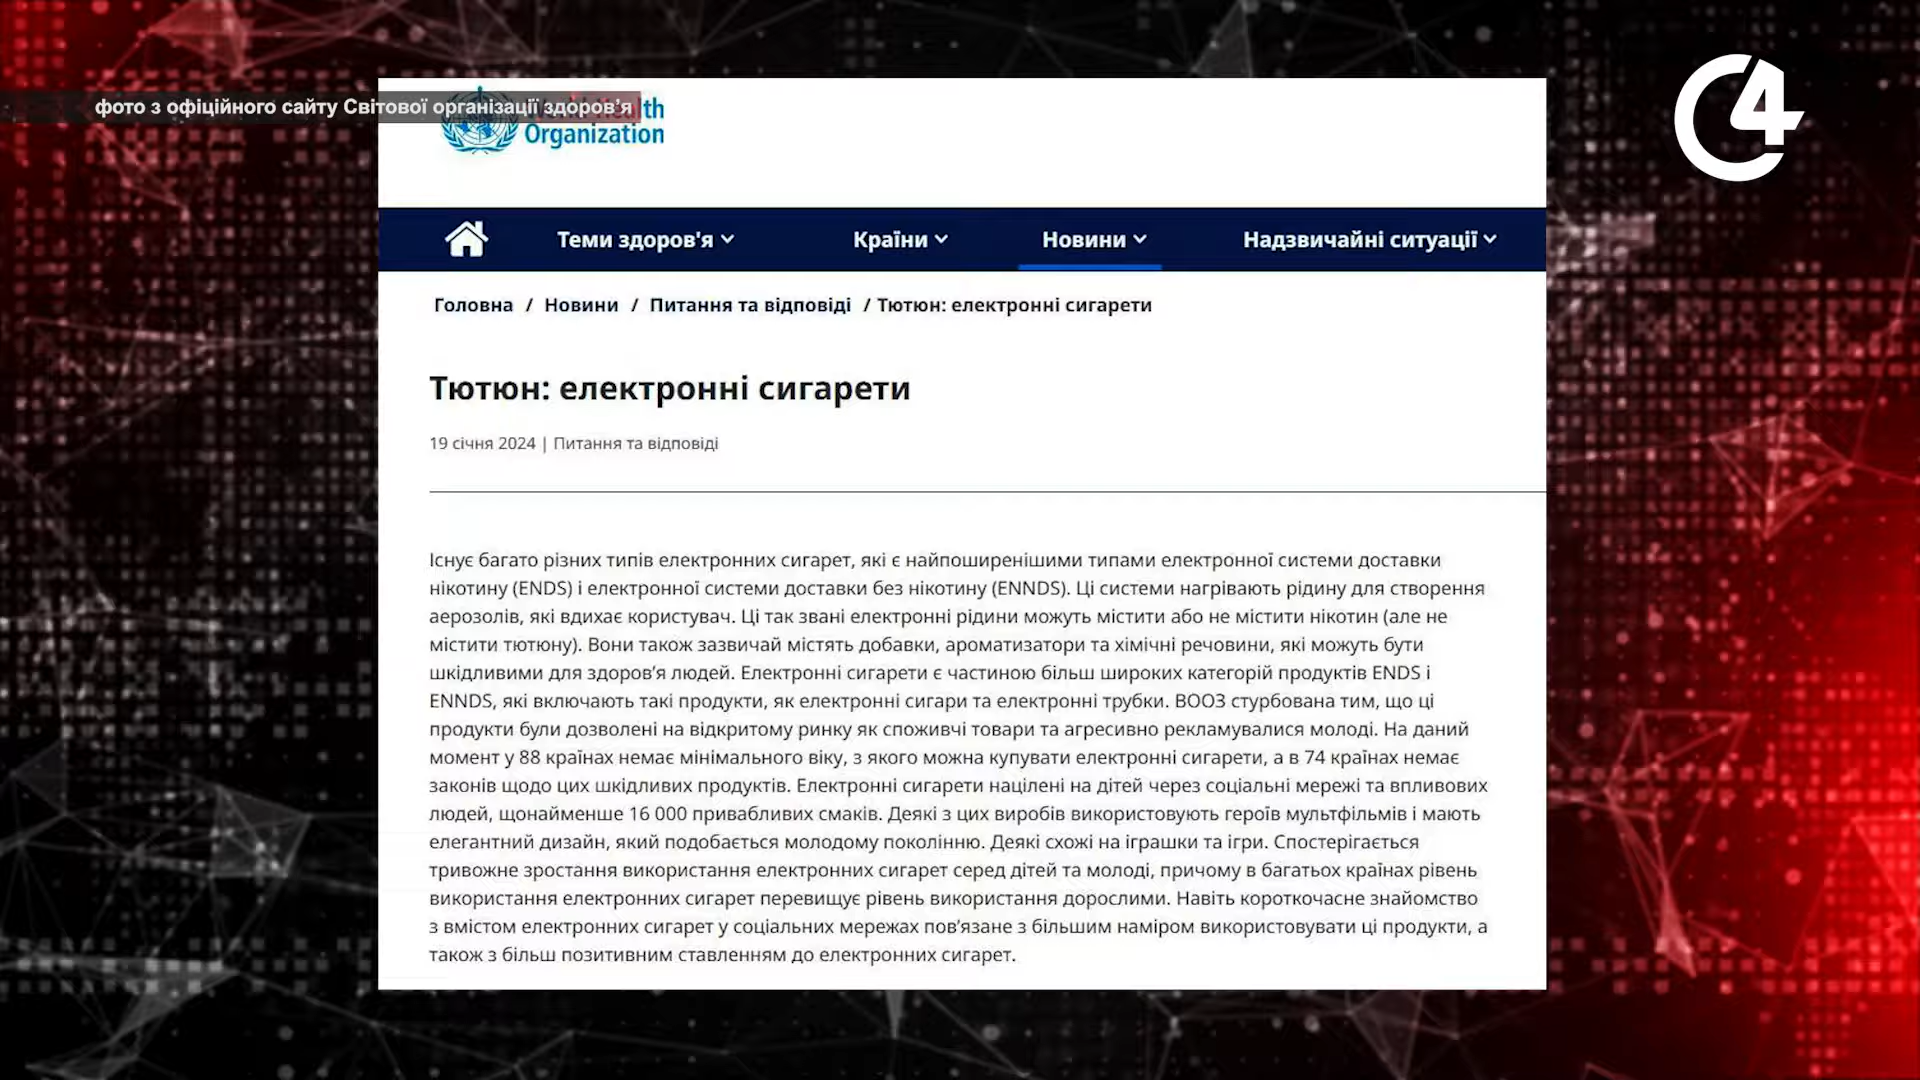 фото з офіційного сайту Світової організації здоров'я
Organization
Теми здоров'я
Країни
Новини
Надзвичайні ситуації
Головна / Новини / Питання та відповіді / Тютюн: електронні сигарети
Тютюн: електронні сигарети
19 січня 2024 | Питання та відповіді
Існує багато різних типів електронних сигарет, які є найпоширенішими типами електронної системи доставки
нікотину (ENDS) і електронної системи доставки без нікотину (ENNDS). Ці системи нагрівають рідину для створення
аерозолів, які вдихає користувач. Ці так звані електронні рідини можуть містити або не містити нікотин (але не
містити тютюну). Вони також зазвичай містять добавки, ароматизатори та хімічні речовини, які можуть бути
шкідливими для здоров’я людей. Електронні сигарети є частиною більш широких категорій продуктів ENDS і
ENNDS, які включають такі продукти, як електронні сигари та електронні трубки. ВООЗ стурбована тим, що ці
продукти були дозволені на відкритому ринку як споживчі товари та агресивно рекламувалися молоді. На даний
момент у 88 країнах немає мінімального віку, з якого можна купувати електронні сигарети, а в 74 країнах немає
законів щодо цих шкідливих продуктів. Електронні сигарети націлені на дітей через соціальні мережі та впливових
людей, щонайменше 16 000 привабливих смаків. Деякі з цих виробів використовують героїв мультфільмів і мають
елегантний дизайн, який подобається молодому поколінню. Деякі схожі на іграшки та ігри. Спостерігається
тривожне зростання використання електронних сигарет серед дітей та молоді, причому в багатьох країнах рівень
використання електронних сигарет перевищує рівень використання дорослими. Навіть короткочасне знайомство
з вмістом електронних сигарет у соціальних мережах пов’язане з більшим наміром використовувати ці продукти, а
також з більш позитивним ставленням до електронних сигарет.
C4